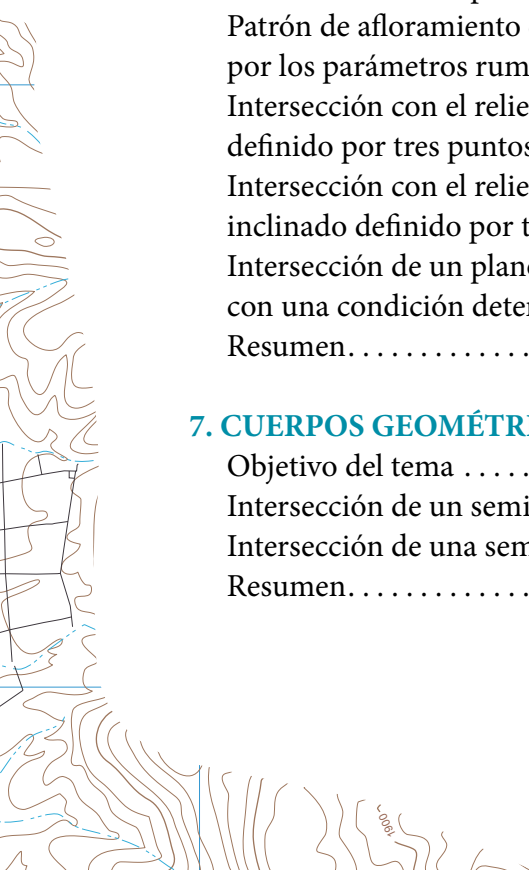 Patrón de afloramiento
por los parámetros rum
Intersección con el relie
definido por tres puntos
Intersección con el relie
inclinado definido por t
Intersección de un plan
con una condición deter
Resumen. . . . . . . . . . . . .
7. CUERPOS GEOMÉTRI
Objetivo del tema . . . . .
Intersección de un semi
Intersección de una sem
Resumen. . . . . . . . . . . . .
1900